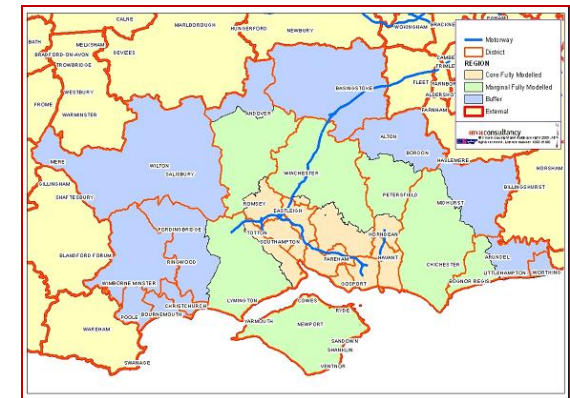 CALNE
MARLBOROUGH
HUNGERFORD
NEWBURY
WOKINGHAM
BRACKNE
BATH
MELKSHAM
DEVIZES
BRADFORD-ON-AVON
TROWBRIDGE
WESTBURY
WARMINSTER
FROME
BASINGSTOKE
FLEET
FARNHAM
ALDERSHOT
ANDOVER
ALTON
BORDON
HASLEMERE
HORSHAM
MERE
WILTON
SALISBURY
WINCHESTER
GILLINGHAM
SHAFTESBURY
PETERSFIELD
MIDHURST
BILLINGSHURST
ROMSEY
EASTLEIGH
FORDINGBRIDGE
TOTTON
SOUTHAMPTON
HORNDEAN
BLANDFORD FORUM
RINGWOOD
FAREHAM
HAVANT
CHICHESTER
ARUNDEL
LITTLEHAMPTON
WORTHING
WIMBORNE MINSTER
GOSPORT
BOGNOR REGIS
CHRISTCHURCH
POOLE
BOURNEMOUTH
LYMINGTON
COWES
RYDE
YARMOUTH
NEWPORT
WAREHAM
SWANAGE
SANDOWN
SHANKLIN
VENTNOR
Motorway
District
REGION
Core Fully Modelled
Marginal Fully Modelled
Buffer
External
mvaconsultancy